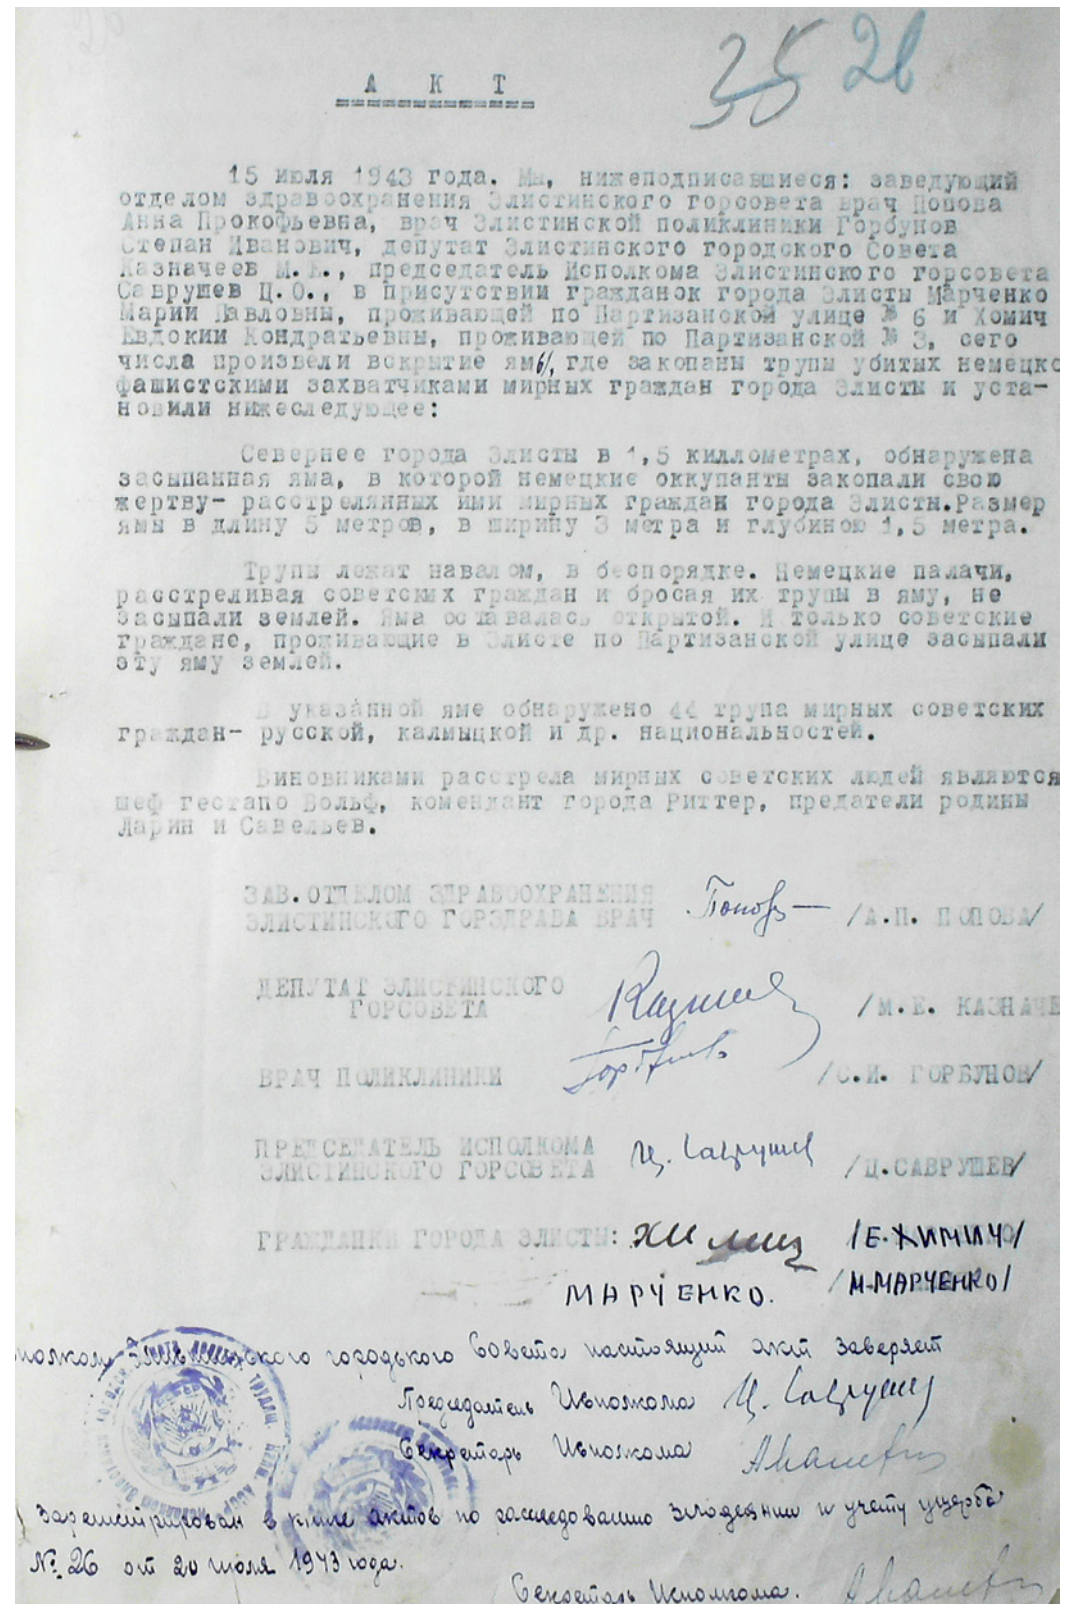 35 26
А К Т
15 июля 1943 года. Мы, нижеподписавшиеся: заведующий
отделом здравоохранения Элистинского горсовета врач Попова
Анна Прокофьевна, врач Элистинской поликлиники Горбунов
Степан Иванович, депутат Элистинского городского Совета
Казначеев М.Е., председатель Исполкома Элистинского горсовета
Саврушев Ц.О., в присутствии гражданок города Элисты Марченко
Марии Павловны, проживающей по Партизанской улице № 6 и Хомич
Евдокии Кондратьевны, проживающей по Партизанской № 3, сего
числа произвели вскрытие ямы, где закопаны трупы убитых немецко
фашистскими захватчиками мирных граждан города Элисты и уста-
новили нижеследующее:
Севернее города Элисты в 1,5 киллометрах, обнаружена
засыпанная яма, в которой немецкие оккупанты закопали свою
жертву- расстрелянных ими мирных граждан города Элисты.Размер
ямы в длину 5 метров, в ширину 3 метра и глубиною 1,5 метра.
Трупы лежат навалом, в беспорядке. Немецкие палачи,
расстреливая советских граждан и бросая их трупы в яму, не
засыпали землей. Яма оставалась открытой. И только советские
граждане, проживающие в Элисте по Партизанской улице засыпали
эту яму землей.
В указанной яме обнаружено 44 трупа мирных советских
граждан- русской, калмыцкой и др. национальностей.
Виновниками расстрела мирных советских людей являются
шеф гестапо Вольф, комендант города Риттер, предатели родины
Ларин и Савельев.
ЗАВ.ОТДЕЛОМ ЗДРАВООХРАНЕНИЯ
ЭЛИСТИНСКОГО ГОРЗДРАВА ВРАЧ /А.П. ПОПОВА/
ДЕПУТАТ ЭЛИСТИНСКОГО
ГОРСОВЕТА /М.Е. КАЗНАЧЕ
ВРАЧ ПОЛИКЛИНИКИ /С.И. ГОРБУНОВ/
ПРЕДСЕДАТЕЛЬ ИСПОЛКОМА
ЭЛИСТИНСКОГО ГОРСОВЕТА Ц. Саврушев /Ц.САВРУШЕВ/
ГРАЖДАНКИ ГОРОДА ЭЛИСТЫ: ХИмич /Е.ХИМИЧ/
МАРЧЕНКО. /М.МАРЧЕНКО/
сполком Элистинского городского Совета настоящий акт заверяет
Председатель Исполкома Ц. Саврушев
Секретарь Исполкома
Зарегистрирован в книге актов по расследованию злодеяний и учету ущерба
№ 26 от 20 июля 1943 года.
Секретарь Исполкома.